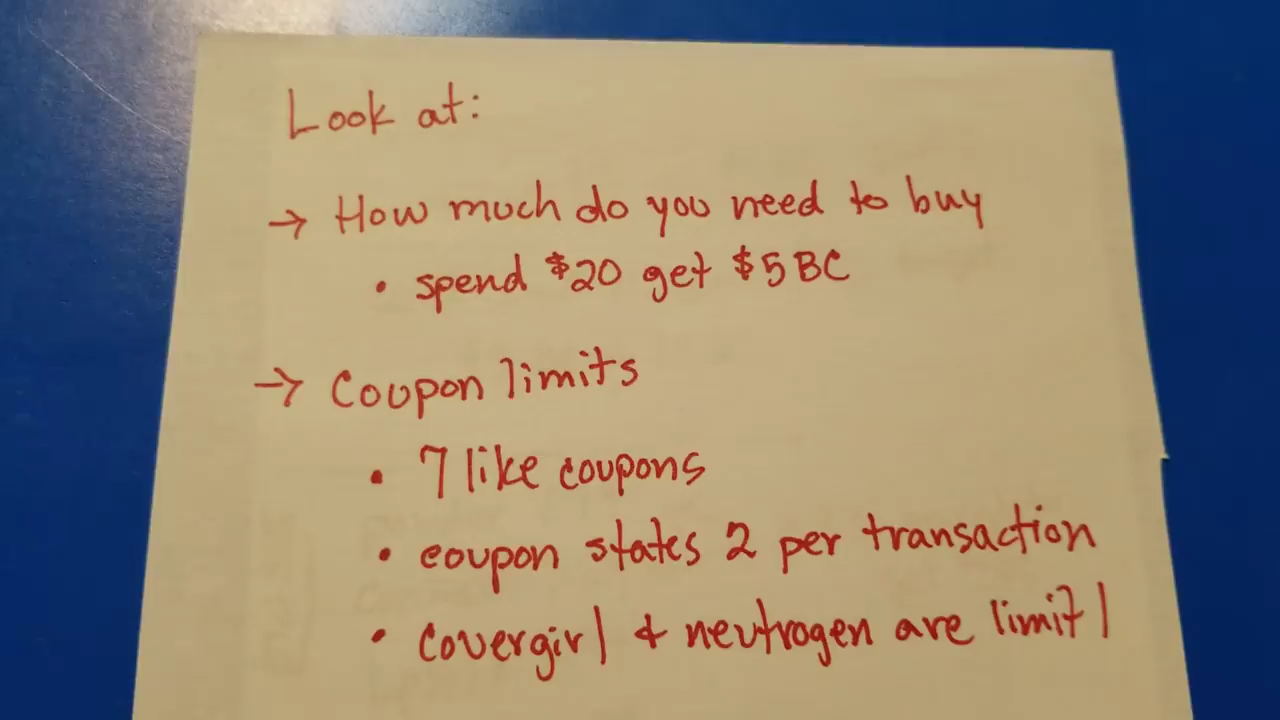 Look at:
→ How much do you need to buy
• spend $20 get $5 BC
→ Coupon limits
• 7 like coupons
• coupon states 2 per transaction
• covergirl & neutrogen are limit 1